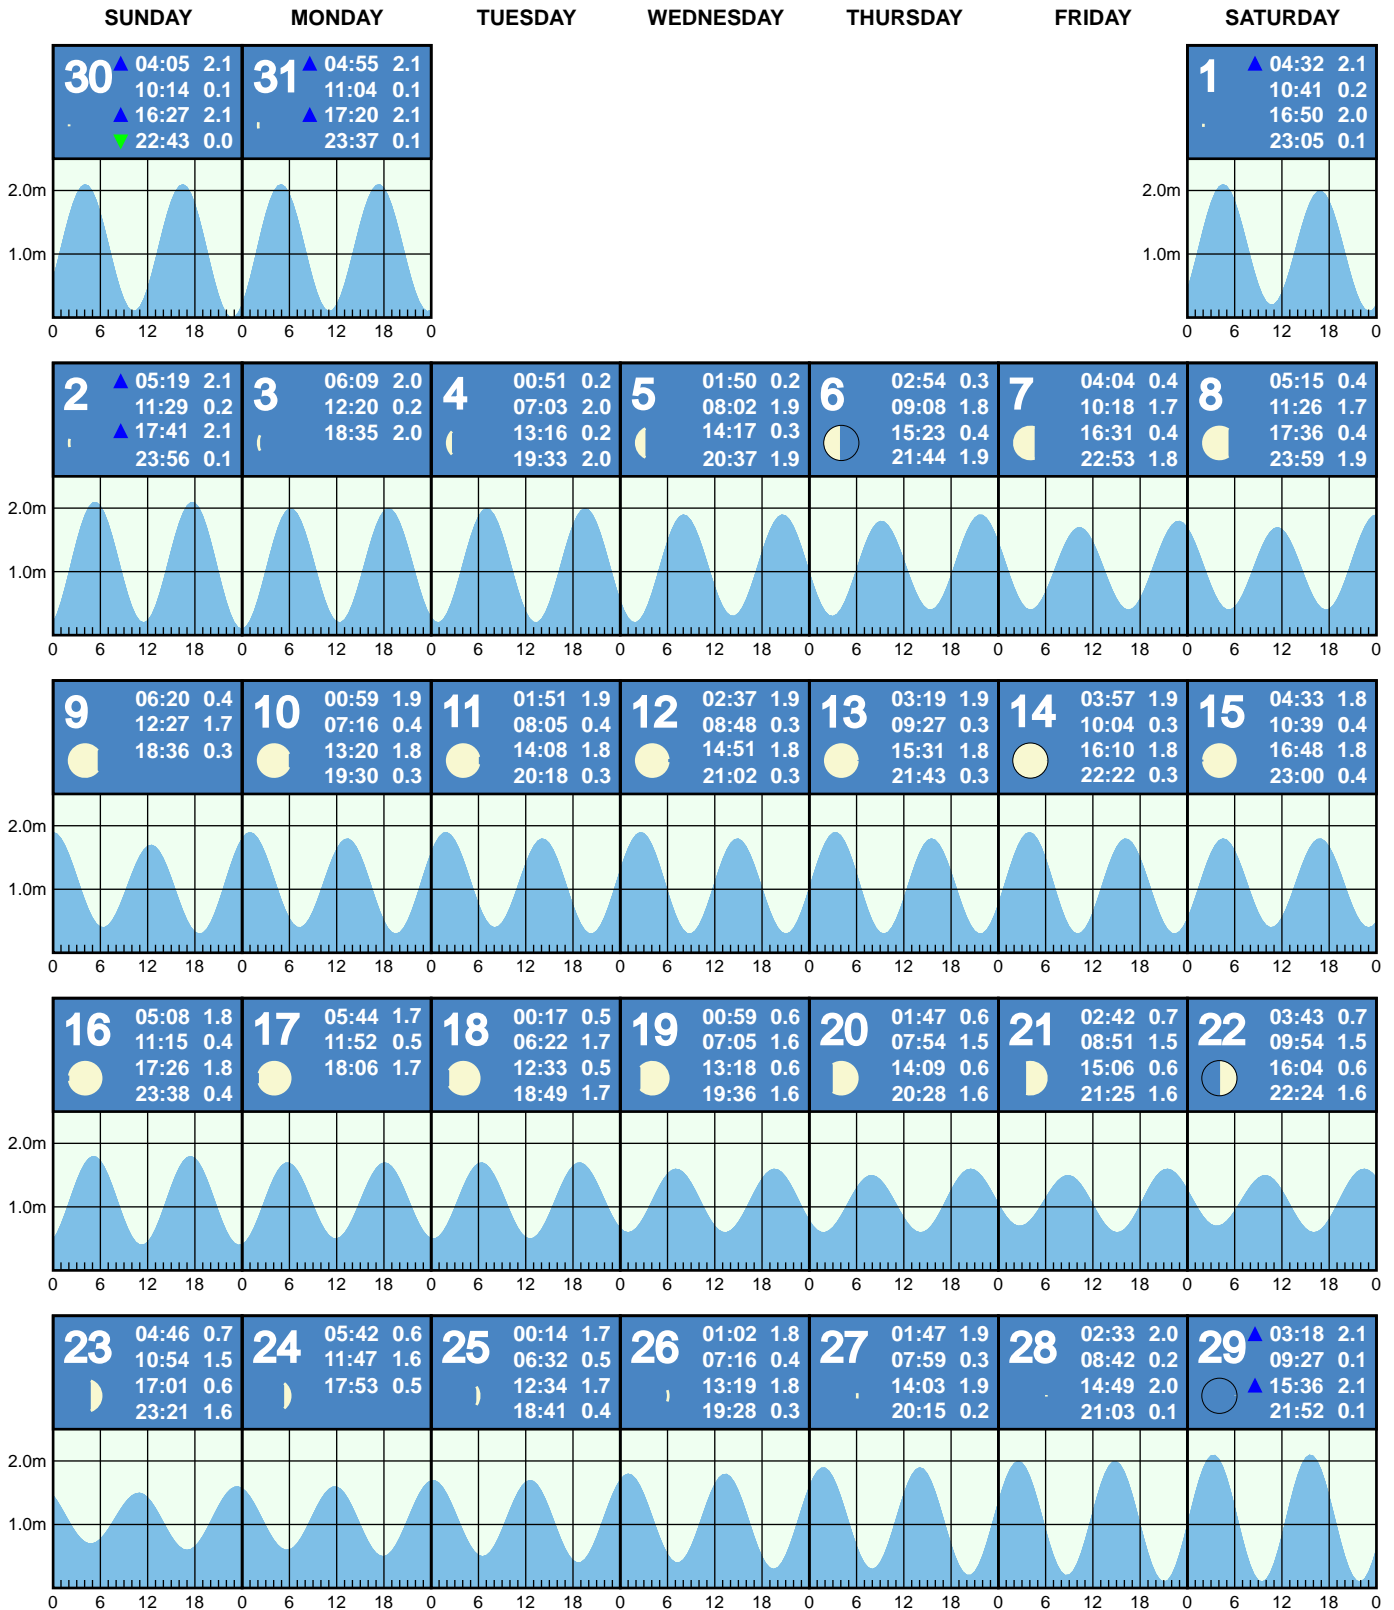 SUNDAY MONDAY TUESDAY WEDNESDAY THURSDAY FRIDAY SATURDAY
30 04:05 2.1
10:14 0.1
16:27 2.1
22:43 0.0
31 04:55 2.1
11:04 0.1
17:20 2.1
23:37 0.1
1 04:32 2.1
10:41 0.2
16:50 2.0
23:05 0.1
2.0m 2.0m
1.0m 1.0m
0 6 12 18 0 6 12 18 0 0 6 12 18 0
2 05:19 2.1
11:29 0.2
17:41 2.1
23:56 0.1
3 06:09 2.0
12:20 0.2
18:35 2.0
4 00:51 0.2
07:03 2.0
13:16 0.2
19:33 2.0
5 01:50 0.2
08:02 1.9
14:17 0.3
20:37 1.9
6 02:54 0.3
09:08 1.8
15:23 0.4
21:44 1.9
7 04:04 0.4
10:18 1.7
16:31 0.4
22:53 1.8
8 05:15 0.4
11:26 1.7
17:36 0.4
23:59 1.9
2.0m
1.0m
0 6 12 18 0 6 12 18 0 6 12 18 0 6 12 18 0 6 12 18 0 6 12 18 0 6 12 18 0
9 06:20 0.4
12:27 1.7
18:36 0.3
10 00:59 1.9
07:16 0.4
13:20 1.8
19:30 0.3
11 01:51 1.9
08:05 0.4
14:08 1.8
20:18 0.3
12 02:37 1.9
08:48 0.3
14:51 1.8
21:02 0.3
13 03:19 1.9
09:27 0.3
15:31 1.8
21:43 0.3
14 03:57 1.9
10:04 0.3
16:10 1.8
22:22 0.3
15 04:33 1.8
10:39 0.4
16:48 1.8
23:00 0.4
2.0m
1.0m
0 6 12 18 0 6 12 18 0 6 12 18 0 6 12 18 0 6 12 18 0 6 12 18 0 6 12 18 0
16 05:08 1.8
11:15 0.4
17:26 1.8
23:38 0.4
17 05:44 1.7
11:52 0.5
18:06 1.7
18 00:17 0.5
06:22 1.7
12:33 0.5
18:49 1.7
19 00:59 0.6
07:05 1.6
13:18 0.6
19:36 1.6
20 01:47 0.6
07:54 1.5
14:09 0.6
20:28 1.6
21 02:42 0.7
08:51 1.5
15:06 0.6
21:25 1.6
22 03:43 0.7
09:54 1.5
16:04 0.6
22:24 1.6
2.0m
1.0m
0 6 12 18 0 6 12 18 0 6 12 18 0 6 12 18 0 6 12 18 0 6 12 18 0 6 12 18 0
23 04:46 0.7
10:54 1.5
17:01 0.6
23:21 1.6
24 05:42 0.6
11:47 1.6
17:53 0.5
25 00:14 1.7
06:32 0.5
12:34 1.7
18:41 0.4
26 01:02 1.8
07:16 0.4
13:19 1.8
19:28 0.3
27 01:47 1.9
07:59 0.3
14:03 1.9
20:15 0.2
28 02:33 2.0
08:42 0.2
14:49 2.0
21:03 0.1
29 03:18 2.1
09:27 0.1
15:36 2.1
21:52 0.1
2.0m
1.0m
0 6 12 18 0 6 12 18 0 6 12 18 0 6 12 18 0 6 12 18 0 6 12 18 0 6 12 18 0